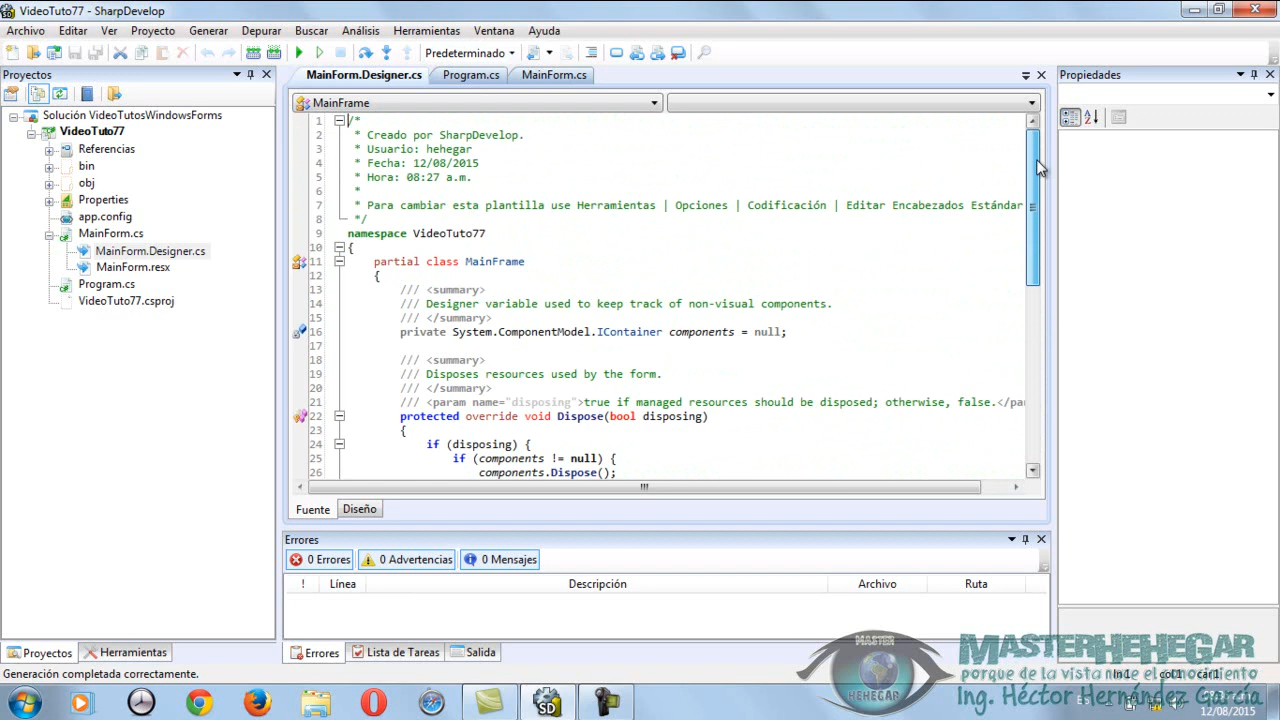 VideoTuto77 - SharpDevelop
Archivo Editar Ver Proyecto Generar Depurar Buscar Análisis Herramientas Ventana Ayuda
Predeterminado
Proyectos
Solución VideoTutosWindowsForms
VideoTuto77
Referencias
bin
obj
Properties
app.config
MainForm.cs
MainForm.Designer.cs
MainForm.resx
Program.cs
VideoTuto77.csproj
Proyectos Herramientas
MainForm.Designer.cs Program.cs MainForm.cs
MainFrame
1 /*
2 * Creado por SharpDevelop.
3 * Usuario: hehegar
4 * Fecha: 12/08/2015
5 * Hora: 08:27 a.m.
6 *
7 * Para cambiar esta plantilla use Herramientas | Opciones | Codificación | Editar Encabezados Estándar
8 */
9 namespace VideoTuto77
10 {
11 partial class MainFrame
12 {
13 /// <summary>
14 /// Designer variable used to keep track of non-visual components.
15 /// </summary>
16 private System.ComponentModel.IContainer components = null;
17
18 /// <summary>
19 /// Disposes resources used by the form.
20 /// </summary>
21 /// <param name="disposing">true if managed resources should be disposed; otherwise, false.</par
22 protected override void Dispose(bool disposing)
23 {
24 if (disposing) {
25 if (components != null) {
26 components.Dispose();
Fuente Diseño
Errores
0 Errores 0 Advertencias 0 Mensajes
! Línea Descripción Archivo Ruta
Errores Lista de Tareas Salida
Propiedades
Generación completada correctamente.
ln 1 col 1 car 1
MASTER
HEHEGAR
MASTERHEHEGAR
porque de la vista nace el conocimiento
Ing. Héctor Hernández García
SD
12/08/2015